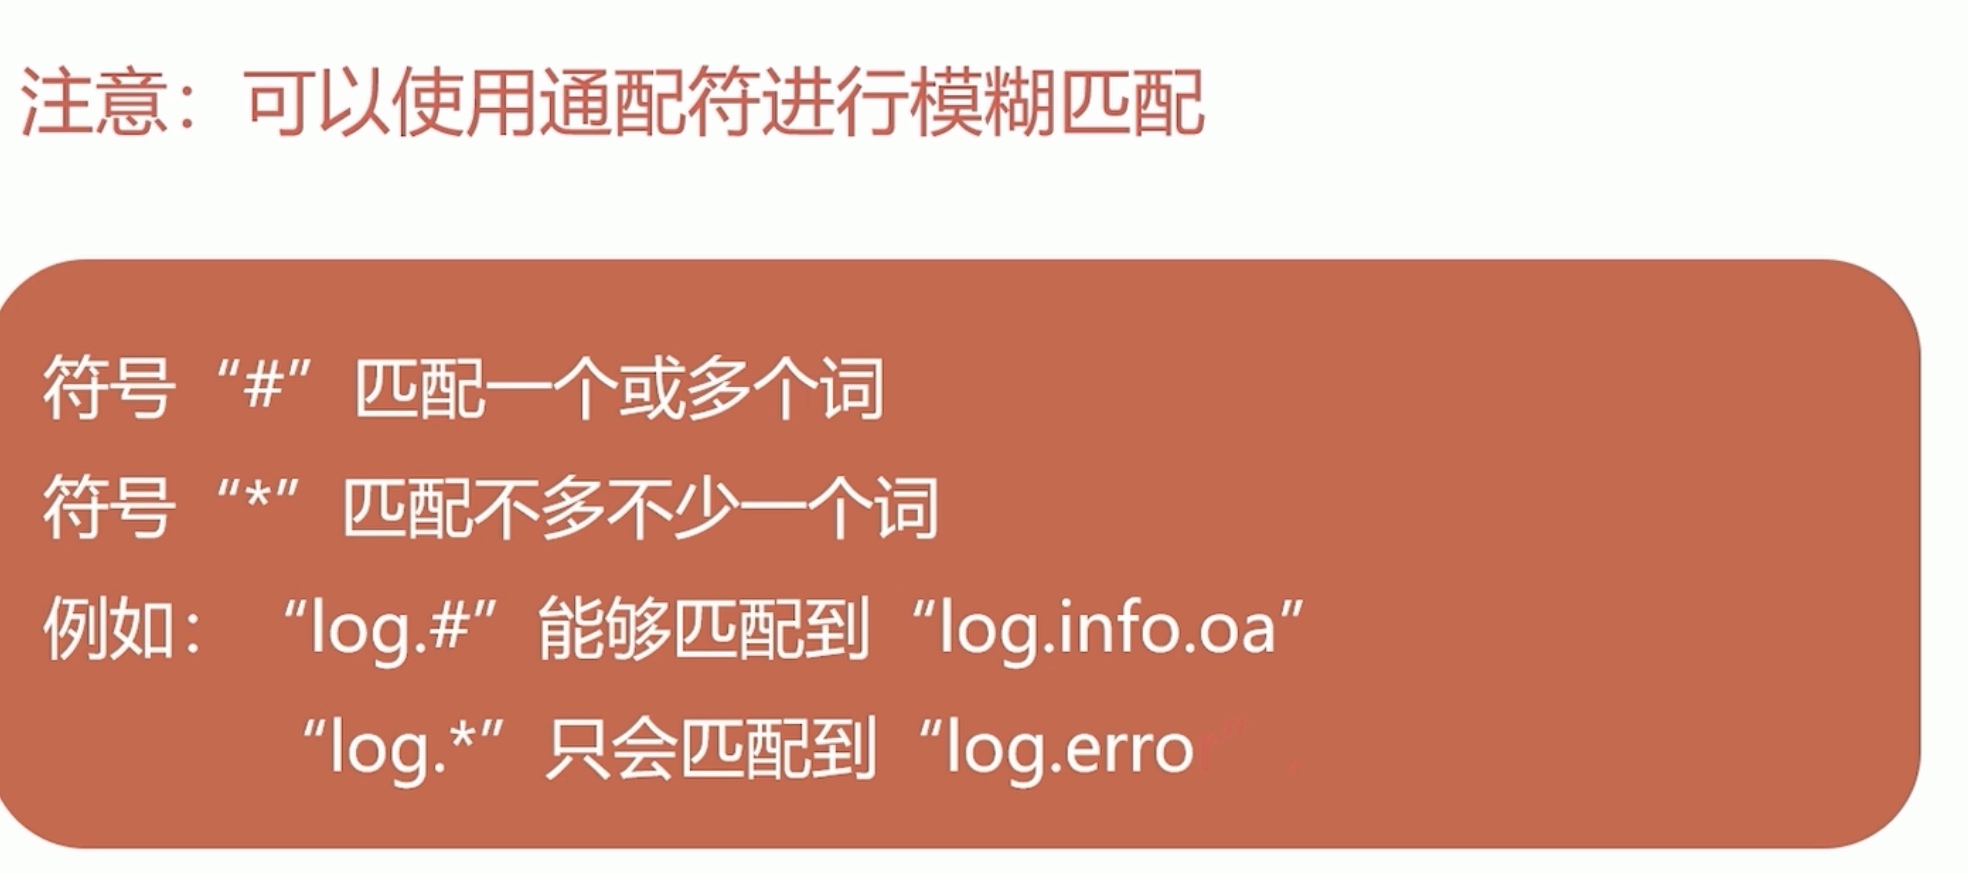 注意：可以使用通配符进行模糊匹配
符号“#”匹配一个或多个词
符号“*”匹配不多不少一个词
例如：“log.#”能够匹配到“log.info.oa”
“log.*”只会匹配到“log.erro